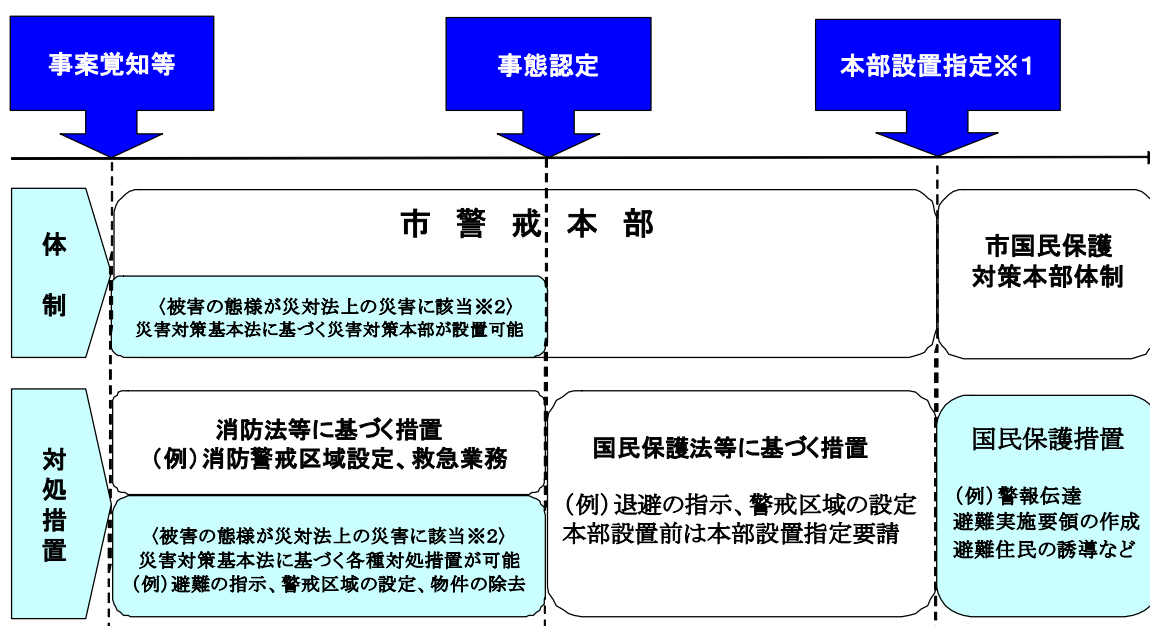 事案覚知等
事態認定
本部設置指定※1
体制
市警戒本部
〈被害の態様が災対法上の災害に該当※2〉
災害対策基本法に基づく災害対策本部が設置可能
市国民保護
対策本部体制
対処措置
消防法等に基づく措置
（例）消防警戒区域設定、救急業務
〈被害の態様が災対法上の災害に該当※2〉
災害対策基本法に基づく各種対処措置が可能
（例）避難の指示、警戒区域の設定、物件の除去
国民保護法等に基づく措置
（例）退避の指示、警戒区域の設定
本部設置前は本部設置指定要請
国民保護措置
（例）警報伝達
避難実施要領の作成
避難住民の誘導など